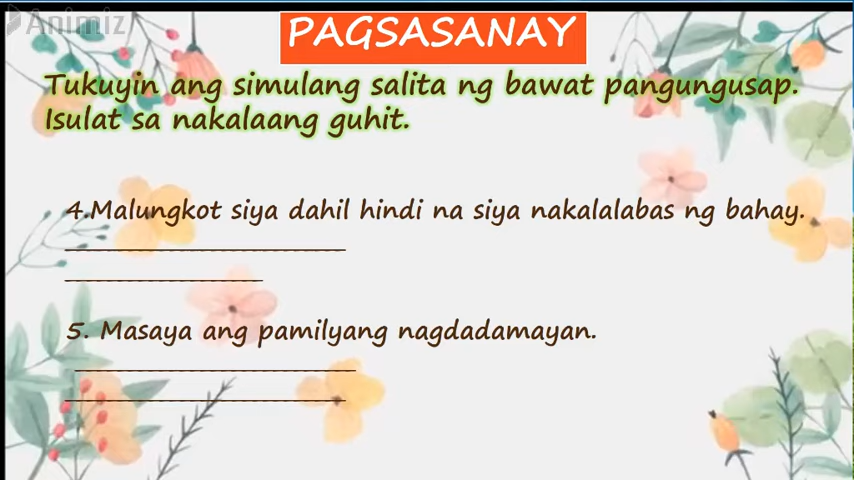 Animiz
PAGSASANAY
Tukuyin ang simulang salita ng bawat pangungusap.
Isulat sa nakalaang guhit.
4.Malungkot siya dahil hindi na siya nakalalabas ng bahay.
5. Masaya ang pamilyang nagdadamayan.